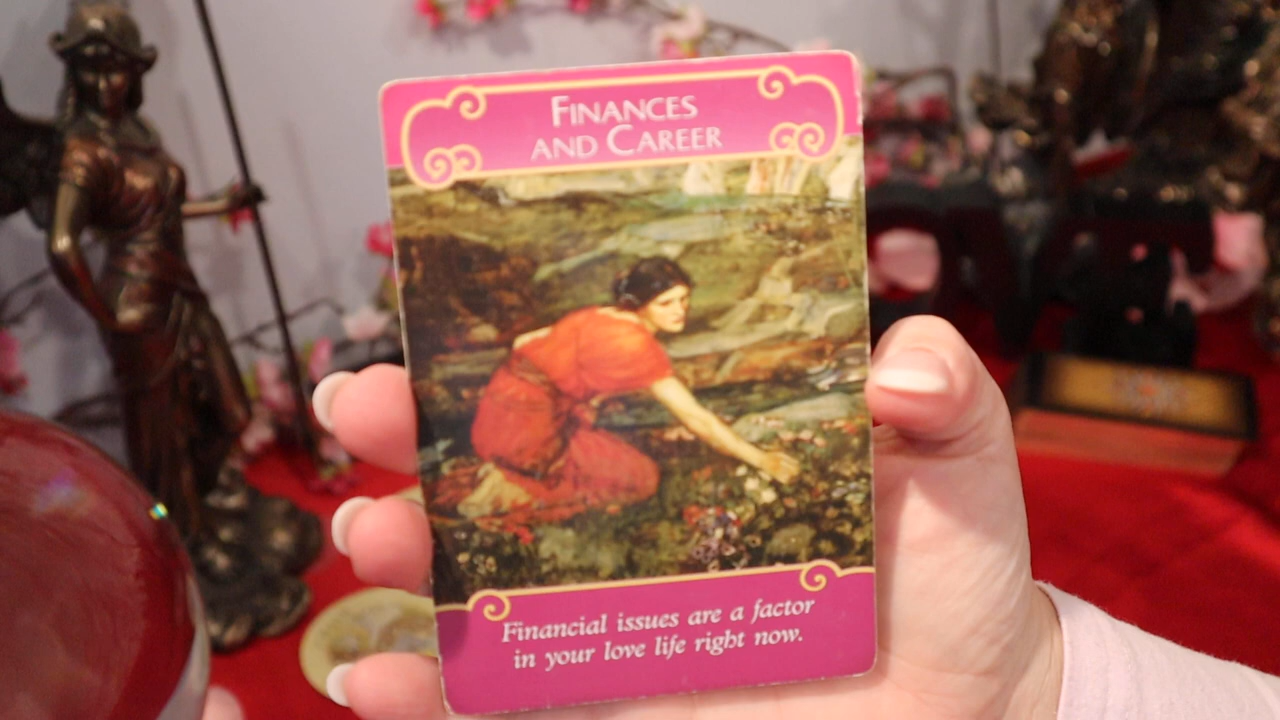 FINANCES
AND CAREER
Financial issues are a factor
in your love life right now.